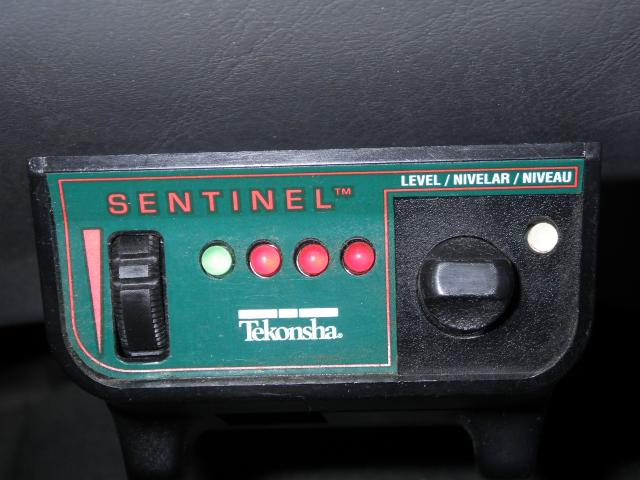 SENTINEL™
LEVEL / NIVELAR / NIVEAU
Tekonsha®